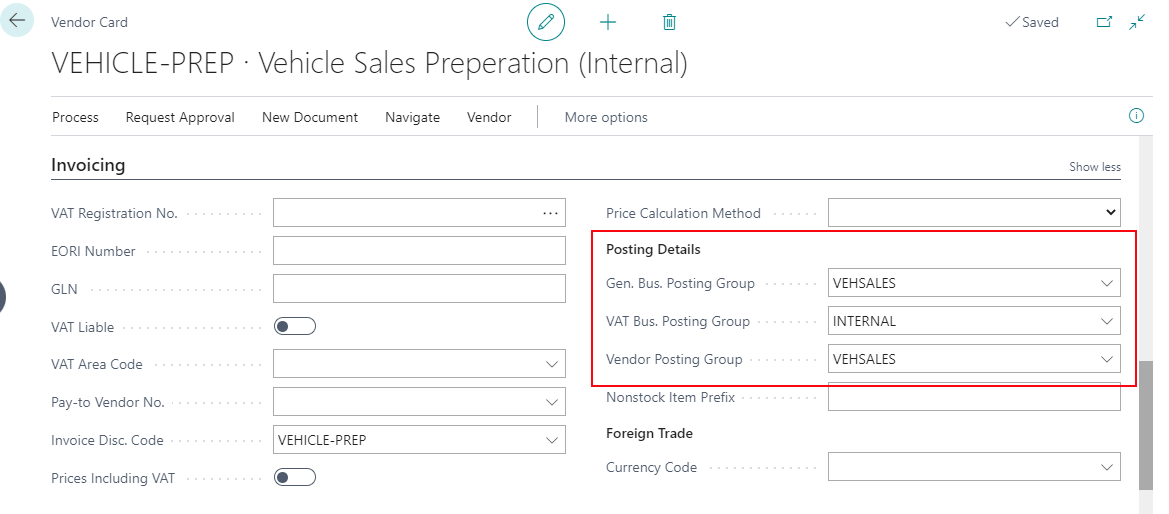 Vendor Card
Saved
VEHICLE-PREP · Vehicle Sales Preperation (Internal)
Process Request Approval New Document Navigate Vendor More options
Invoicing
Show less
VAT Registration No.
EORI Number
GLN
VAT Liable
VAT Area Code
Pay-to Vendor No.
Invoice Disc. Code VEHICLE-PREP
Prices Including VAT
Price Calculation Method
Posting Details
Gen. Bus. Posting Group VEHSALES
VAT Bus. Posting Group INTERNAL
Vendor Posting Group VEHSALES
Nonstock Item Prefix
Foreign Trade
Currency Code